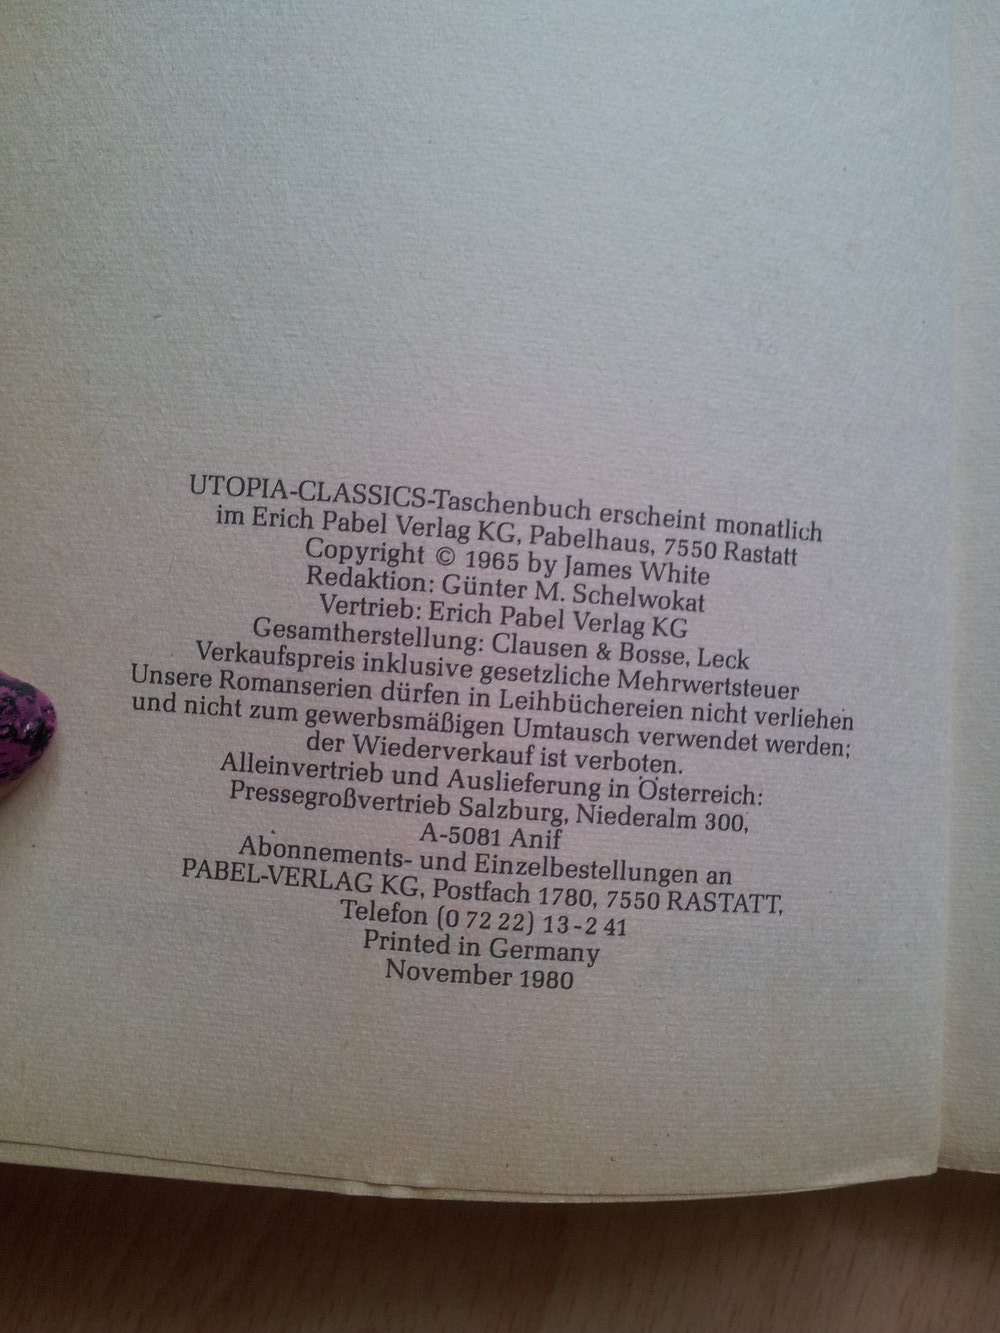 UTOPIA-CLASSICS-Taschenbuch erscheint monatlich
im Erich Pabel Verlag KG, Pabelhaus, 7550 Rastatt
Copyright © 1965 by James White
Redaktion: Günter M. Schelwokat
Vertrieb: Erich Pabel Verlag KG
Gesamtherstellung: Clausen & Bosse, Leck
Verkaufspreis inklusive gesetzliche Mehrwertsteuer
Unsere Romanserien dürfen in Leihbüchereien nicht verliehen
und nicht zum gewerbsmäßigen Umtausch verwendet werden;
der Wiederverkauf ist verboten.
Alleinvertrieb und Auslieferung in Österreich:
Pressegroßvertrieb Salzburg, Niederalm 300,
A-5081 Anif
Abonnements- und Einzelbestellungen an
PABEL-VERLAG KG, Postfach 1780, 7550 RASTATT,
Telefon (0 72 22) 13-2 41
Printed in Germany
November 1980